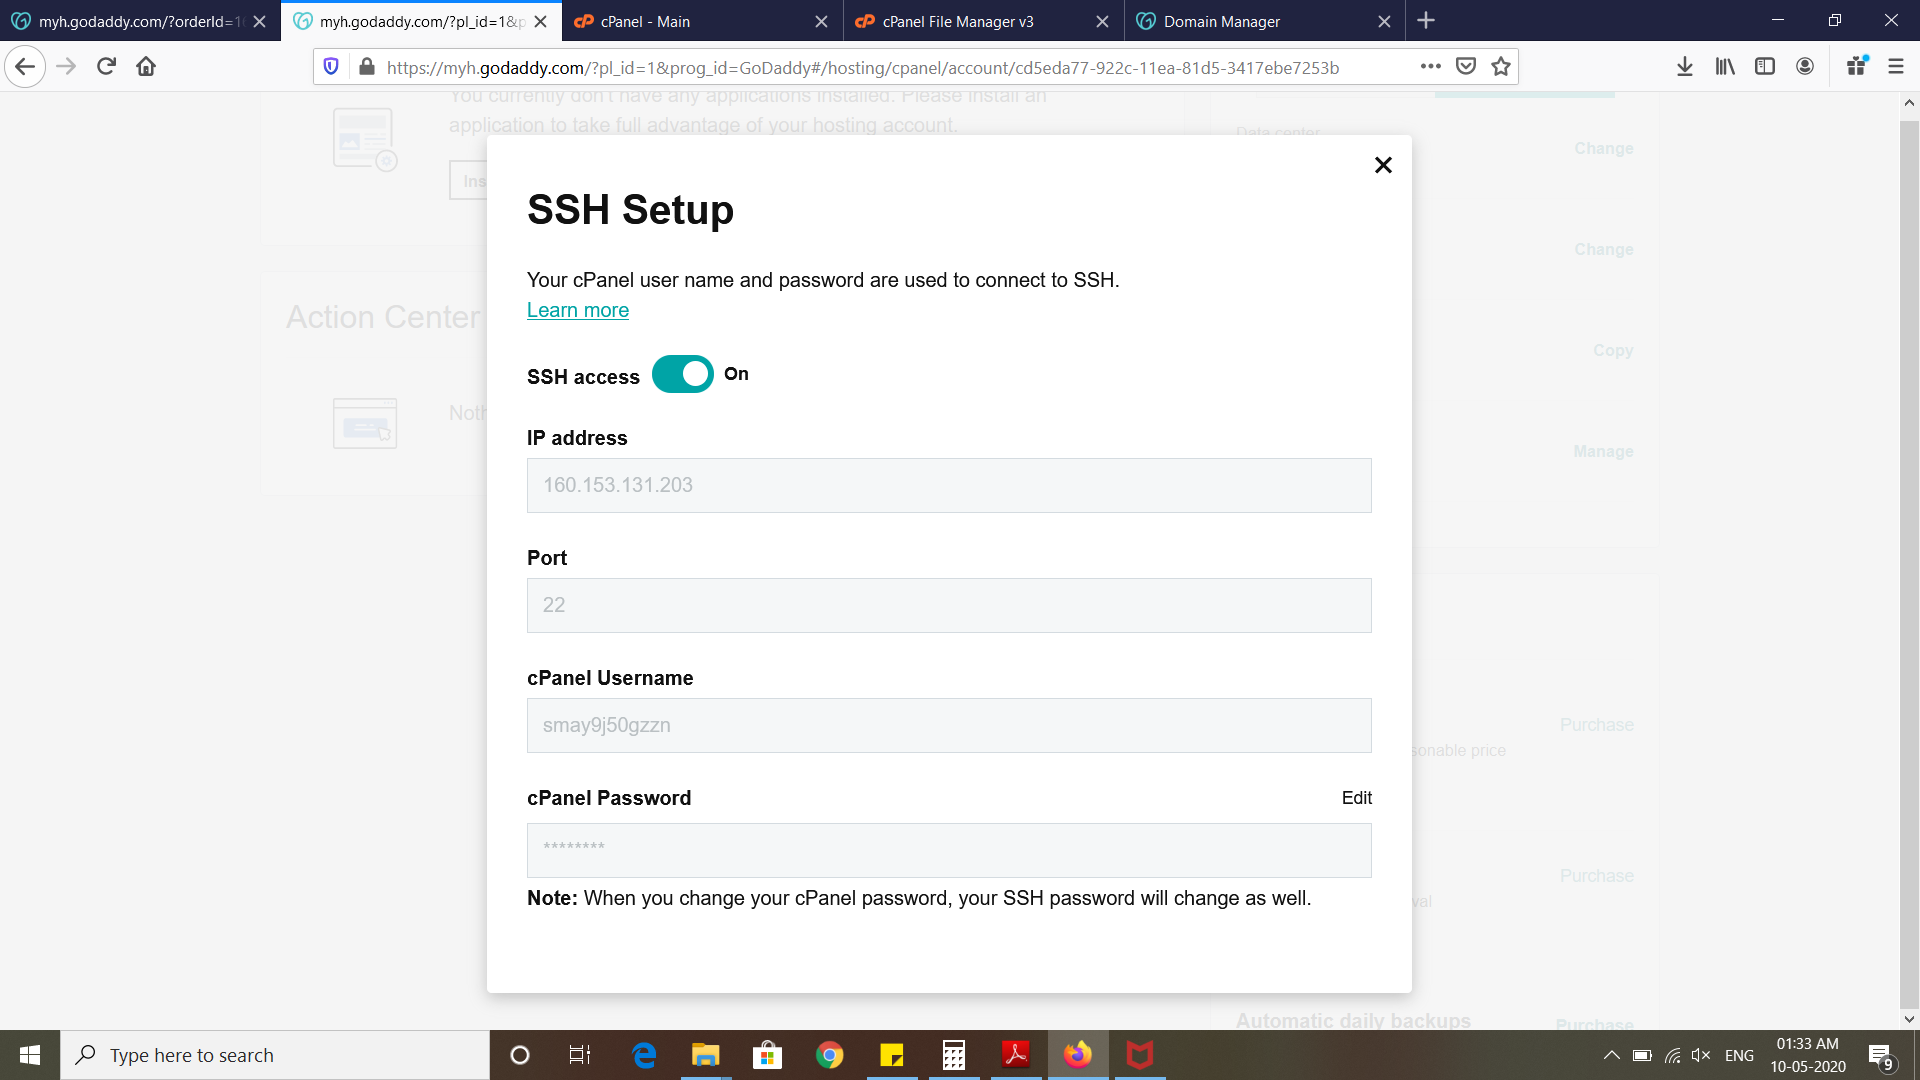 myh.godaddy.com/?orderId=1
myh.godaddy.com/?pl_id=1&p
cPanel - Main
cPanel File Manager v3
Domain Manager
https://myh.godaddy.com/?pl_id=1&prog_id=GoDaddy#/hosting/cpanel/account/cd5eda77-922c-11ea-81d5-3417ebe7253b
You currently don't have any applications installed. Please install an
application to take full advantage of your hosting account.
Ins
Data center
Change
Change
Copy
Manage
Action Center
Noth
SSH Setup
Your cPanel user name and password are used to connect to SSH.
Learn more
SSH access On
IP address
160.153.131.203
Port
22
cPanel Username
smay9j50gzzn
cPanel Password Edit
********
Note: When you change your cPanel password, your SSH password will change as well.
Purchase
sonable price
Purchase
val
Automatic daily backups Purchase
Type here to search
ENG
01:33 AM
10-05-2020
9